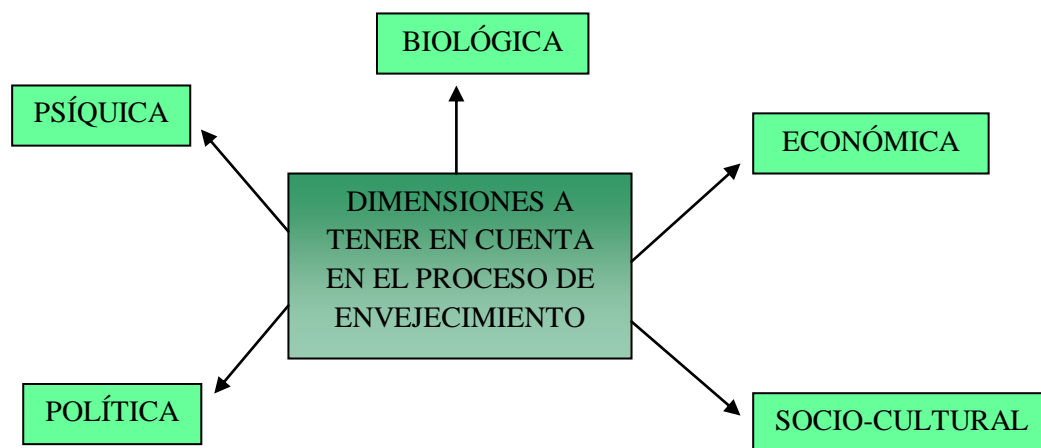 BIOLÓGICA
PSÍQUICA
ECONÓMICA
DIMENSIONES A
TENER EN CUENTA
EN EL PROCESO DE
ENVEJECIMIENTO
POLÍTICA
SOCIO-CULTURAL